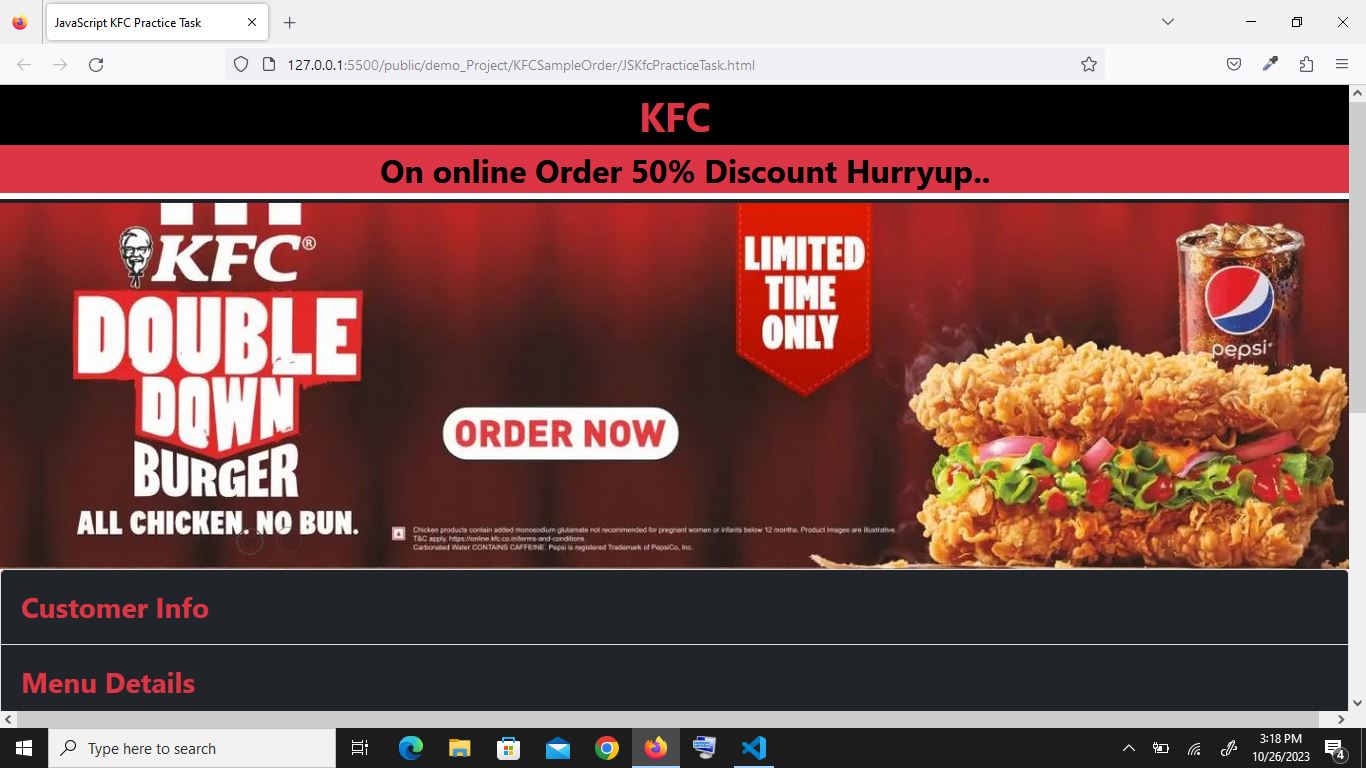 JavaScript KFC Practice Task
127.0.0.1:5500/public/demo_Project/KFCSampleOrder/JSKfcPracticeTask.html
KFC
On online Order 50% Discount Hurryup..
KFC®
DOUBLE
DOWN
BURGER
ALL CHICKEN. NO BUN.
ORDER NOW
LIMITED
TIME
ONLY
pepsi
Chicken products contain added monosodium glutamate not recommended for pregnant women or infants below 12 months. Product images are illustrative.
T&C apply. https://online.kfc.co.in/terms-and-conditions.
Carbonated Water. CONTAINS CAFFEINE. Pepsi is registered Trademark of PepsiCo, Inc.
Customer Info
Menu Details
Type here to search
3:18 PM
10/26/2023
4